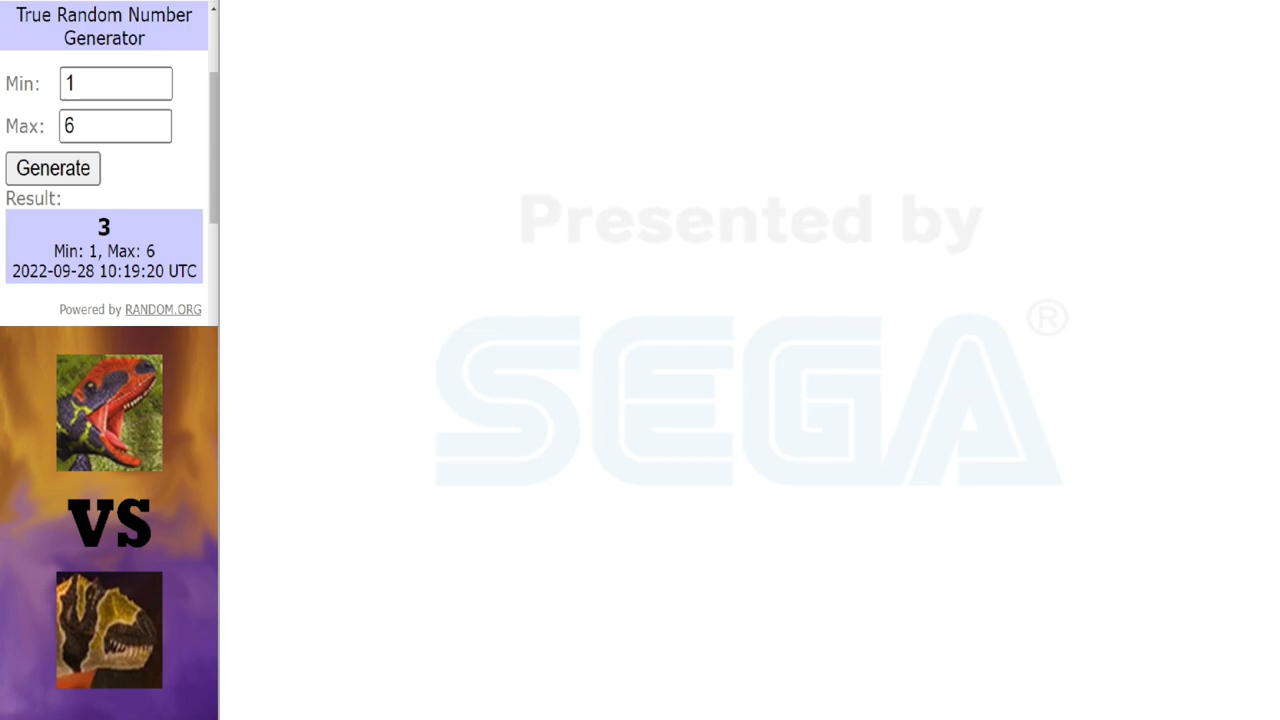 True Random Number
Generator
Min: 1
Max: 6
Generate
Result:
3
Min: 1, Max: 6
2022-09-28 10:19:20 UTC
Powered by RANDOM.ORG
VS
Presented by
SEGA®